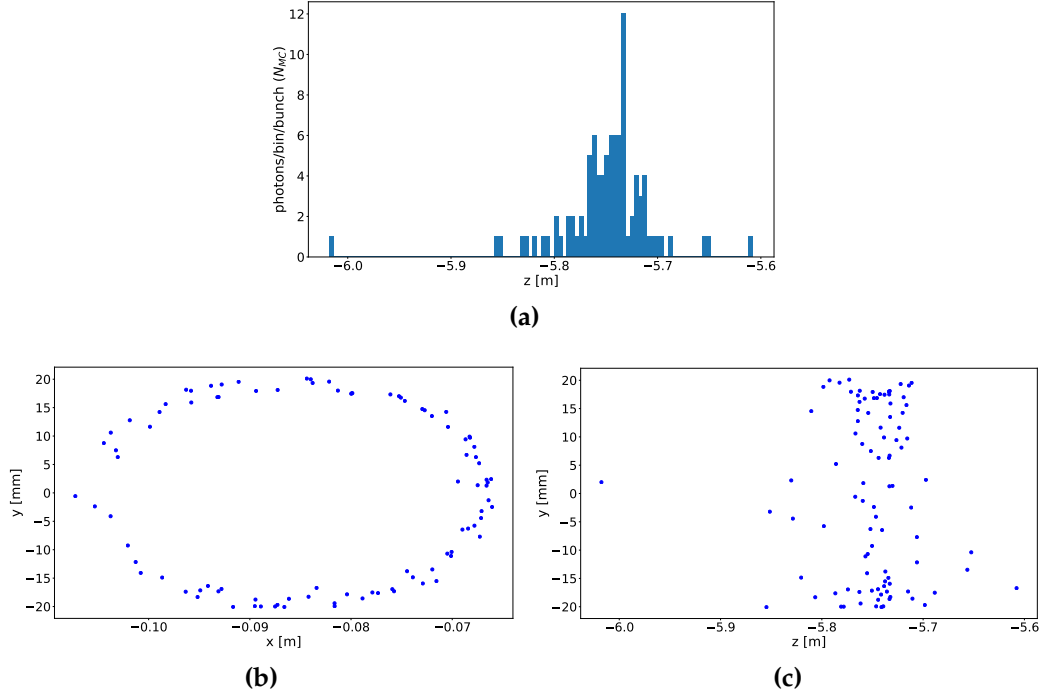 12
10
8
6
4
2
0
photons/bin/bunch (N_MC)
−6.0 −5.9 −5.8 −5.7 −5.6
z [m]
(a)
20
15
10
5
0
−5
−10
−15
−20
y [mm]
−0.10 −0.09 −0.08 −0.07
x [m]
(b)
20
15
10
5
0
−5
−10
−15
−20
y [mm]
−6.0 −5.9 −5.8 −5.7 −5.6
z [m]
(c)